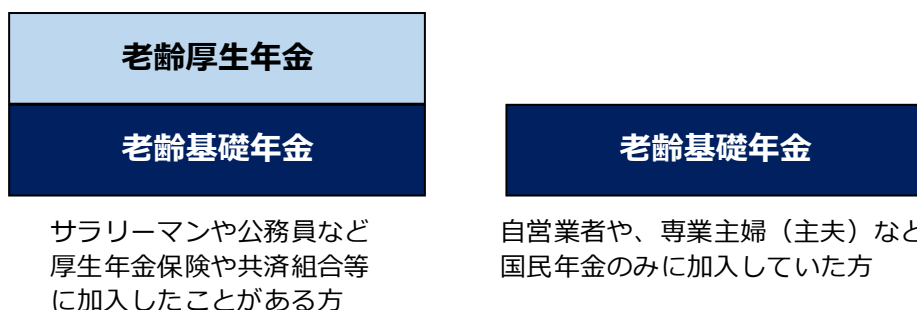 老齢厚生年金
老齢基礎年金
サラリーマンや公務員など
厚生年金保険や共済組合等
に加入したことがある方
老齢基礎年金
自営業者や、専業主婦（主夫）など
国民年金のみに加入していた方